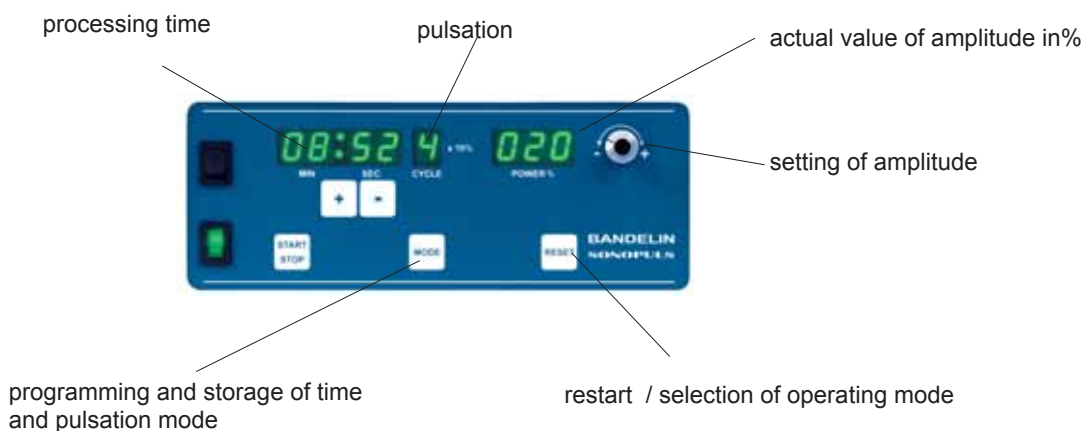 processing time
pulsation
actual value of amplitude in%
08:52 4 x 10% 020
MIN SEC CYCLE POWER %
setting of amplitude
+ -
START
STOP
MODE
RESET
BANDELIN
SONOPULS
programming and storage of time
and pulsation mode
restart / selection of operating mode